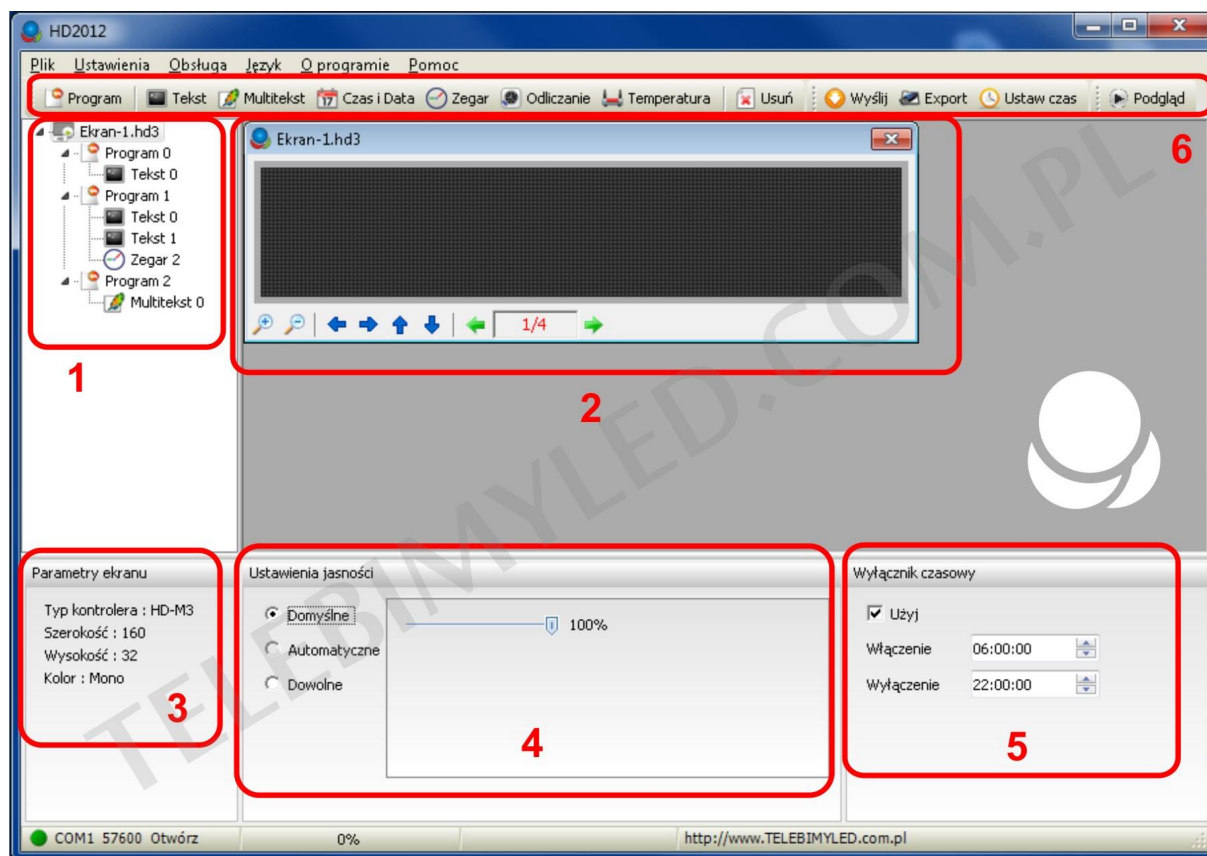 HD2012
Plik Ustawienia Obsługa Język O programie Pomoc
Program Tekst Multitekst 17 Czas i Data Zegar Odliczanie Temperatura Usuń Wyślij Export Ustaw czas Podgląd
6
Ekran-1.hd3
Program 0
Tekst 0
Program 1
Tekst 0
Tekst 1
Zegar 2
Program 2
Multitekst 0
1
Ekran-1.hd3
1/4
2
TELEBIMYLED.COM.PL
Parametry ekranu
Typ kontrolera : HD-M3
Szerokość : 160
Wysokość : 32
Kolor : Mono
3
Ustawienia jasności
Domyślne 100%
Automatyczne
Dowolne
4
Wyłącznik czasowy
Użyj
Włączenie 06:00:00
Wyłączenie 22:00:00
5
COM1 57600 Otwórz 0% http://www.TELEBIMYLED.com.pl